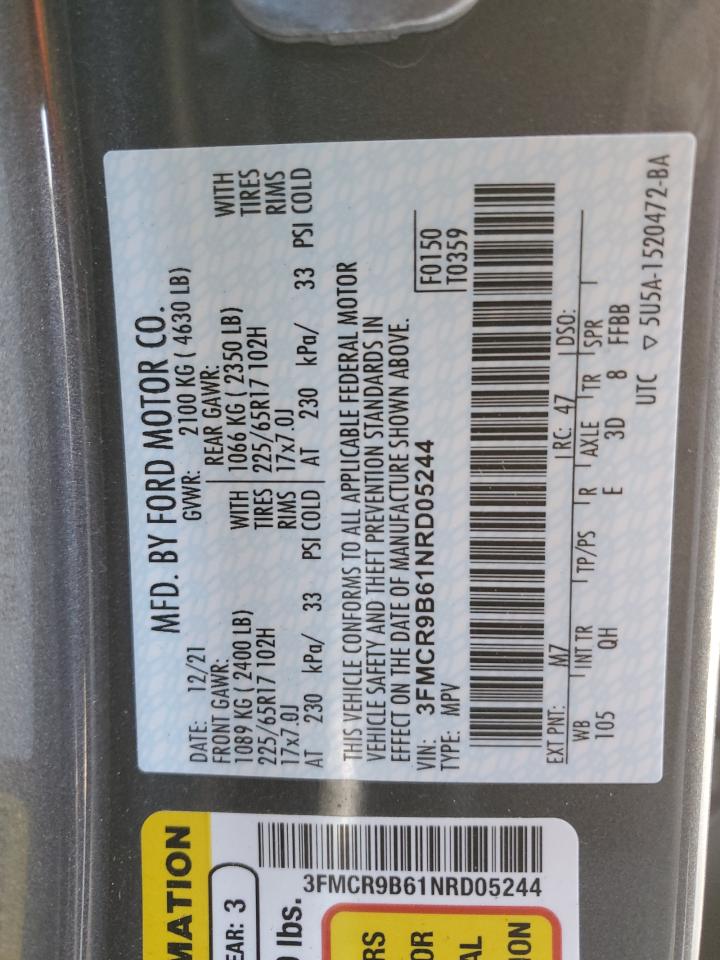 MFD. BY FORD MOTOR CO.
DATE: 12/21 GVWR: 2100 KG ( 4630 LB)
FRONT GAWR: REAR GAWR:
1089 KG ( 2400 LB) WITH 1066 KG ( 2350 LB) WITH
225/65R17 102H TIRES 225/65R17 102H TIRES
17x7.0J RIMS 17x7.0J RIMS
AT 230 kPa/ 33 PSI COLD AT 230 kPa/ 33 PSI COLD
THIS VEHICLE CONFORMS TO ALL APPLICABLE FEDERAL MOTOR
VEHICLE SAFETY AND THEFT PREVENTION STANDARDS IN
EFFECT ON THE DATE OF MANUFACTURE SHOWN ABOVE.
VIN: 3FMCR9B61NRD05244 F0150
TYPE: MPV T0359
EXT PNT: M7 RC: 47 DSO:
WB INT TR TP/PS R AXLE TR SPR
105 QH E 3D 8 FFBB
UTC ▽ 5U5A-1520472-BA
MATION
EAR: 3
3FMCR9B61NRD05244
lbs.
RS
OR
AL
ION